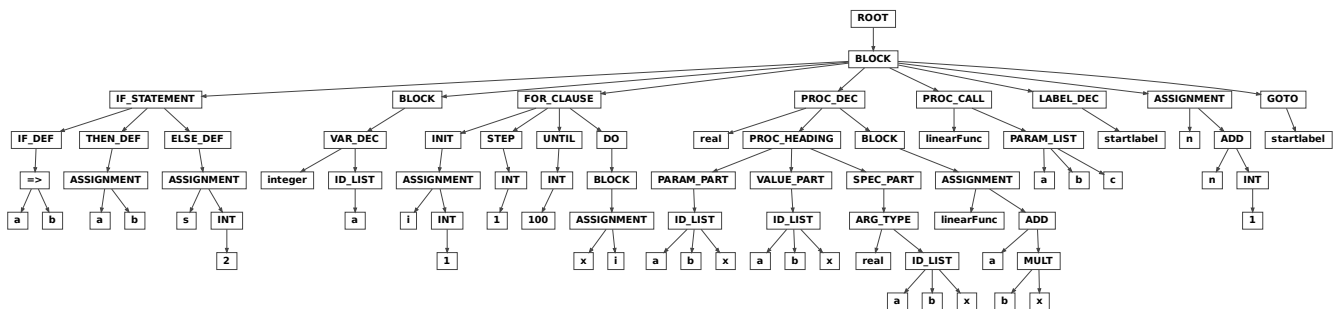 ROOT
BLOCK
IF_STATEMENT BLOCK FOR_CLAUSE PROC_DEC PROC_CALL LABEL_DEC ASSIGNMENT GOTO
IF_DEF THEN_DEF ELSE_DEF VAR_DEC INIT STEP UNTIL DO real PROC_HEADING BLOCK linearFunc PARAM_LIST startlabel n ADD startlabel
=> ASSIGNMENT ASSIGNMENT integer ID_LIST ASSIGNMENT INT INT BLOCK PARAM_PART VALUE_PART SPEC_PART ASSIGNMENT a b c n INT
a b a b s INT a i INT 1 100 ASSIGNMENT ID_LIST ID_LIST ARG_TYPE linearFunc ADD 1
2 1 x i a b x a b x real ID_LIST a MULT
a b x b x